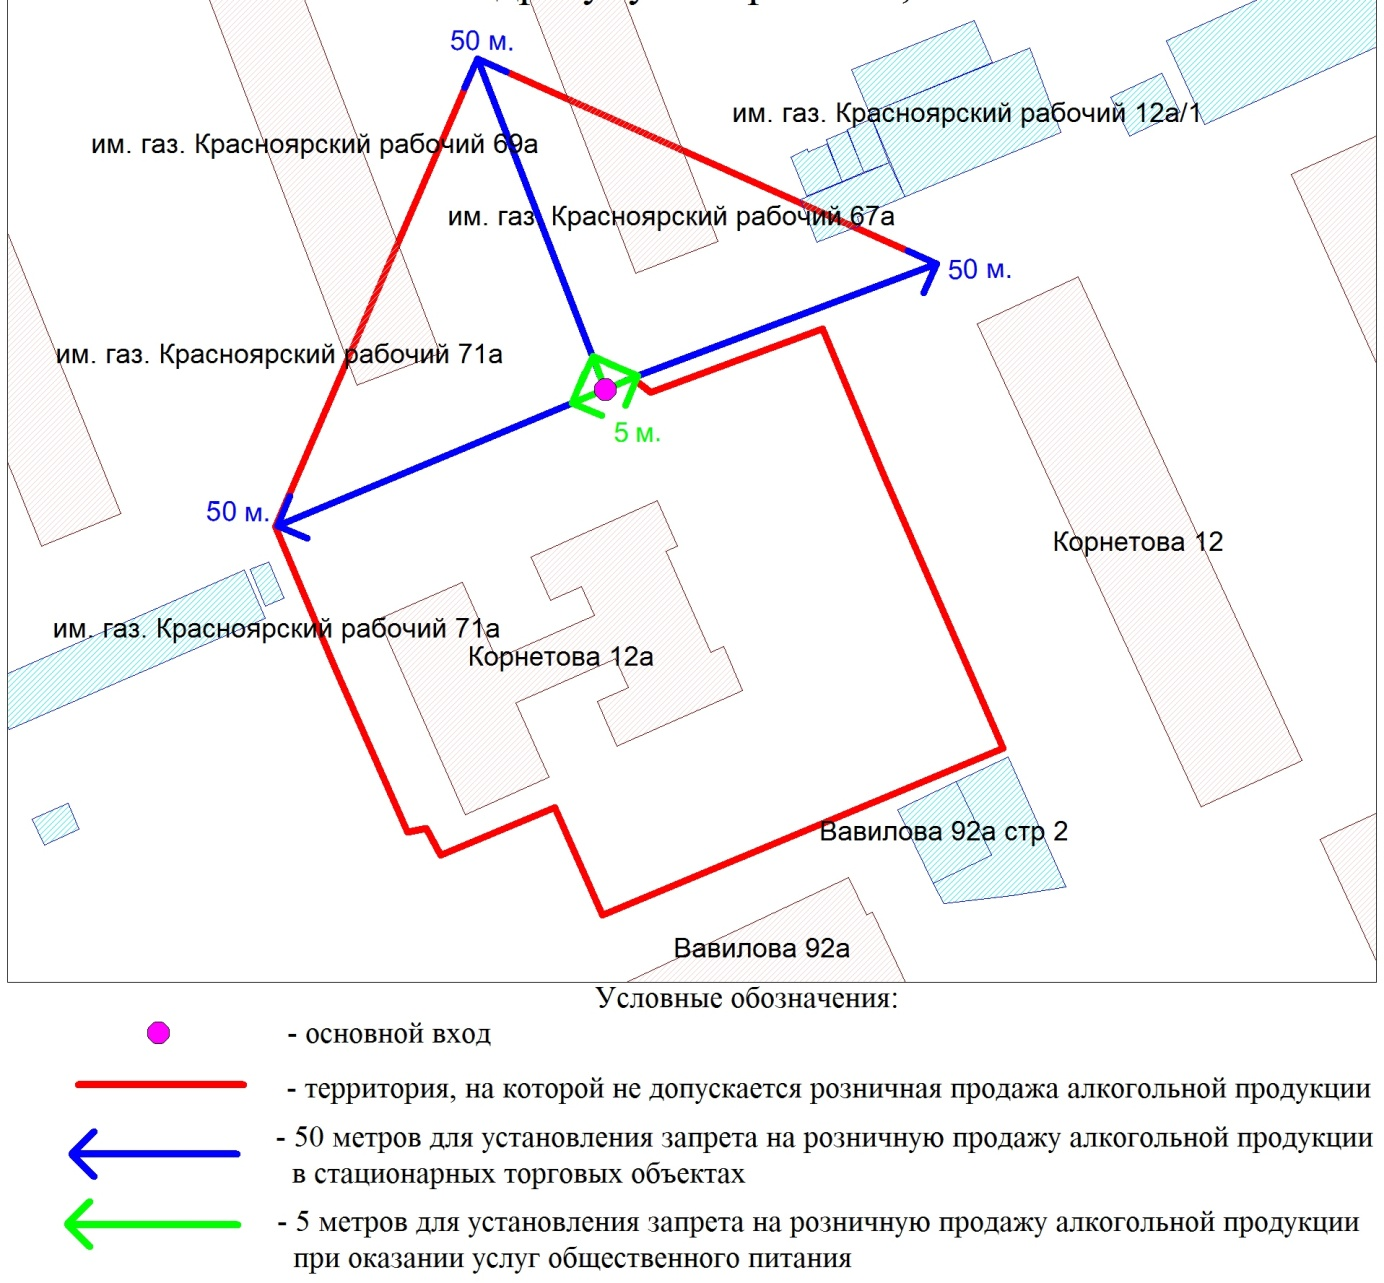 50 м.
им. газ. Красноярский рабочий 12а/1
им. газ. Красноярский рабочий 69а
им. газ. Красноярский рабочий 67а
50 м.
им. газ. Красноярский рабочий 71а
5 м.
50 м.
Корнетова 12
им. газ. Красноярский рабочий 71а
Корнетова 12а
Вавилова 92а стр 2
Вавилова 92а
Условные обозначения:
- основной вход
- территория, на которой не допускается розничная продажа алкогольной продукции
- 50 метров для установления запрета на розничную продажу алкогольной продукции
в стационарных торговых объектах
- 5 метров для установления запрета на розничную продажу алкогольной продукции
при оказании услуг общественного питания